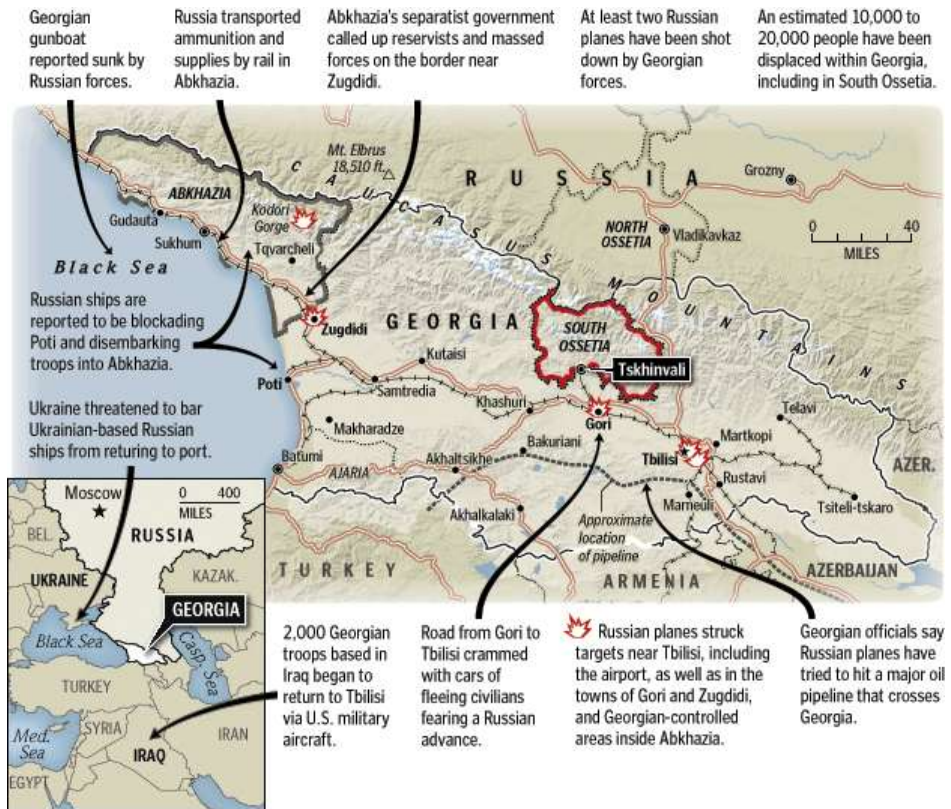 Georgian
gunboat
reported sunk by
Russian forces.
Russia transported
ammunition and
supplies by rail in
Abkhazia.
Abkhazia's separatist government
called up reservists and massed
forces on the border near
Zugdidi.
At least two Russian
planes have been shot
down by Georgian
forces.
An estimated 10,000 to
20,000 people have been
displaced within Georgia,
including in South Ossetia.
Mt. Elbrus
18,510 ft.
CAUCASUS MOUNTAINS
RUSSIA
Grozny
ABKHAZIA
Kodori
Gorge
Gudauta
Sukhum
Tqvarcheli
NORTH
OSSETIA
Vladikavkaz
0 40
MILES
Black Sea
Russian ships are
reported to be blockading
Poti and disembarking
troops into Abkhazia.
Zugdidi
GEORGIA
SOUTH
OSSETIA
Tskhinvali
Kutaisi
Poti
Samtredia
Khashuri
Gori
Telavi
Ukraine threatened to bar
Ukrainian-based Russian
ships from returing to port.
Makharadze
Bakuriani
Martkopi
Tbilisi
AZER.
Batumi
AJARIA
Akhaltsikhe
Rustavi
Tsiteli-tskaro
Akhalkalaki
Approximate
location
of pipeline
Marneuli
TURKEY
ARMENIA
AZERBAIJAN
Moscow
0 400
MILES
RUSSIA
BEL.
UKRAINE
KAZAK.
GEORGIA
Black Sea
Casp. Sea
TURKEY
Med.
Sea
SYRIA
IRAQ
IRAN
EGYPT
2,000 Georgian
troops based in
Iraq began to
return to Tbilisi
via U.S. military
aircraft.
Road from Gori to
Tbilisi crammed
with cars of
fleeing civilians
fearing a Russian
advance.
Russian planes struck
targets near Tbilisi, including
the airport, as well as in the
towns of Gori and Zugdidi,
and Georgian-controlled
areas inside Abkhazia.
Georgian officials say
Russian planes have
tried to hit a major oil
pipeline that crosses
Georgia.